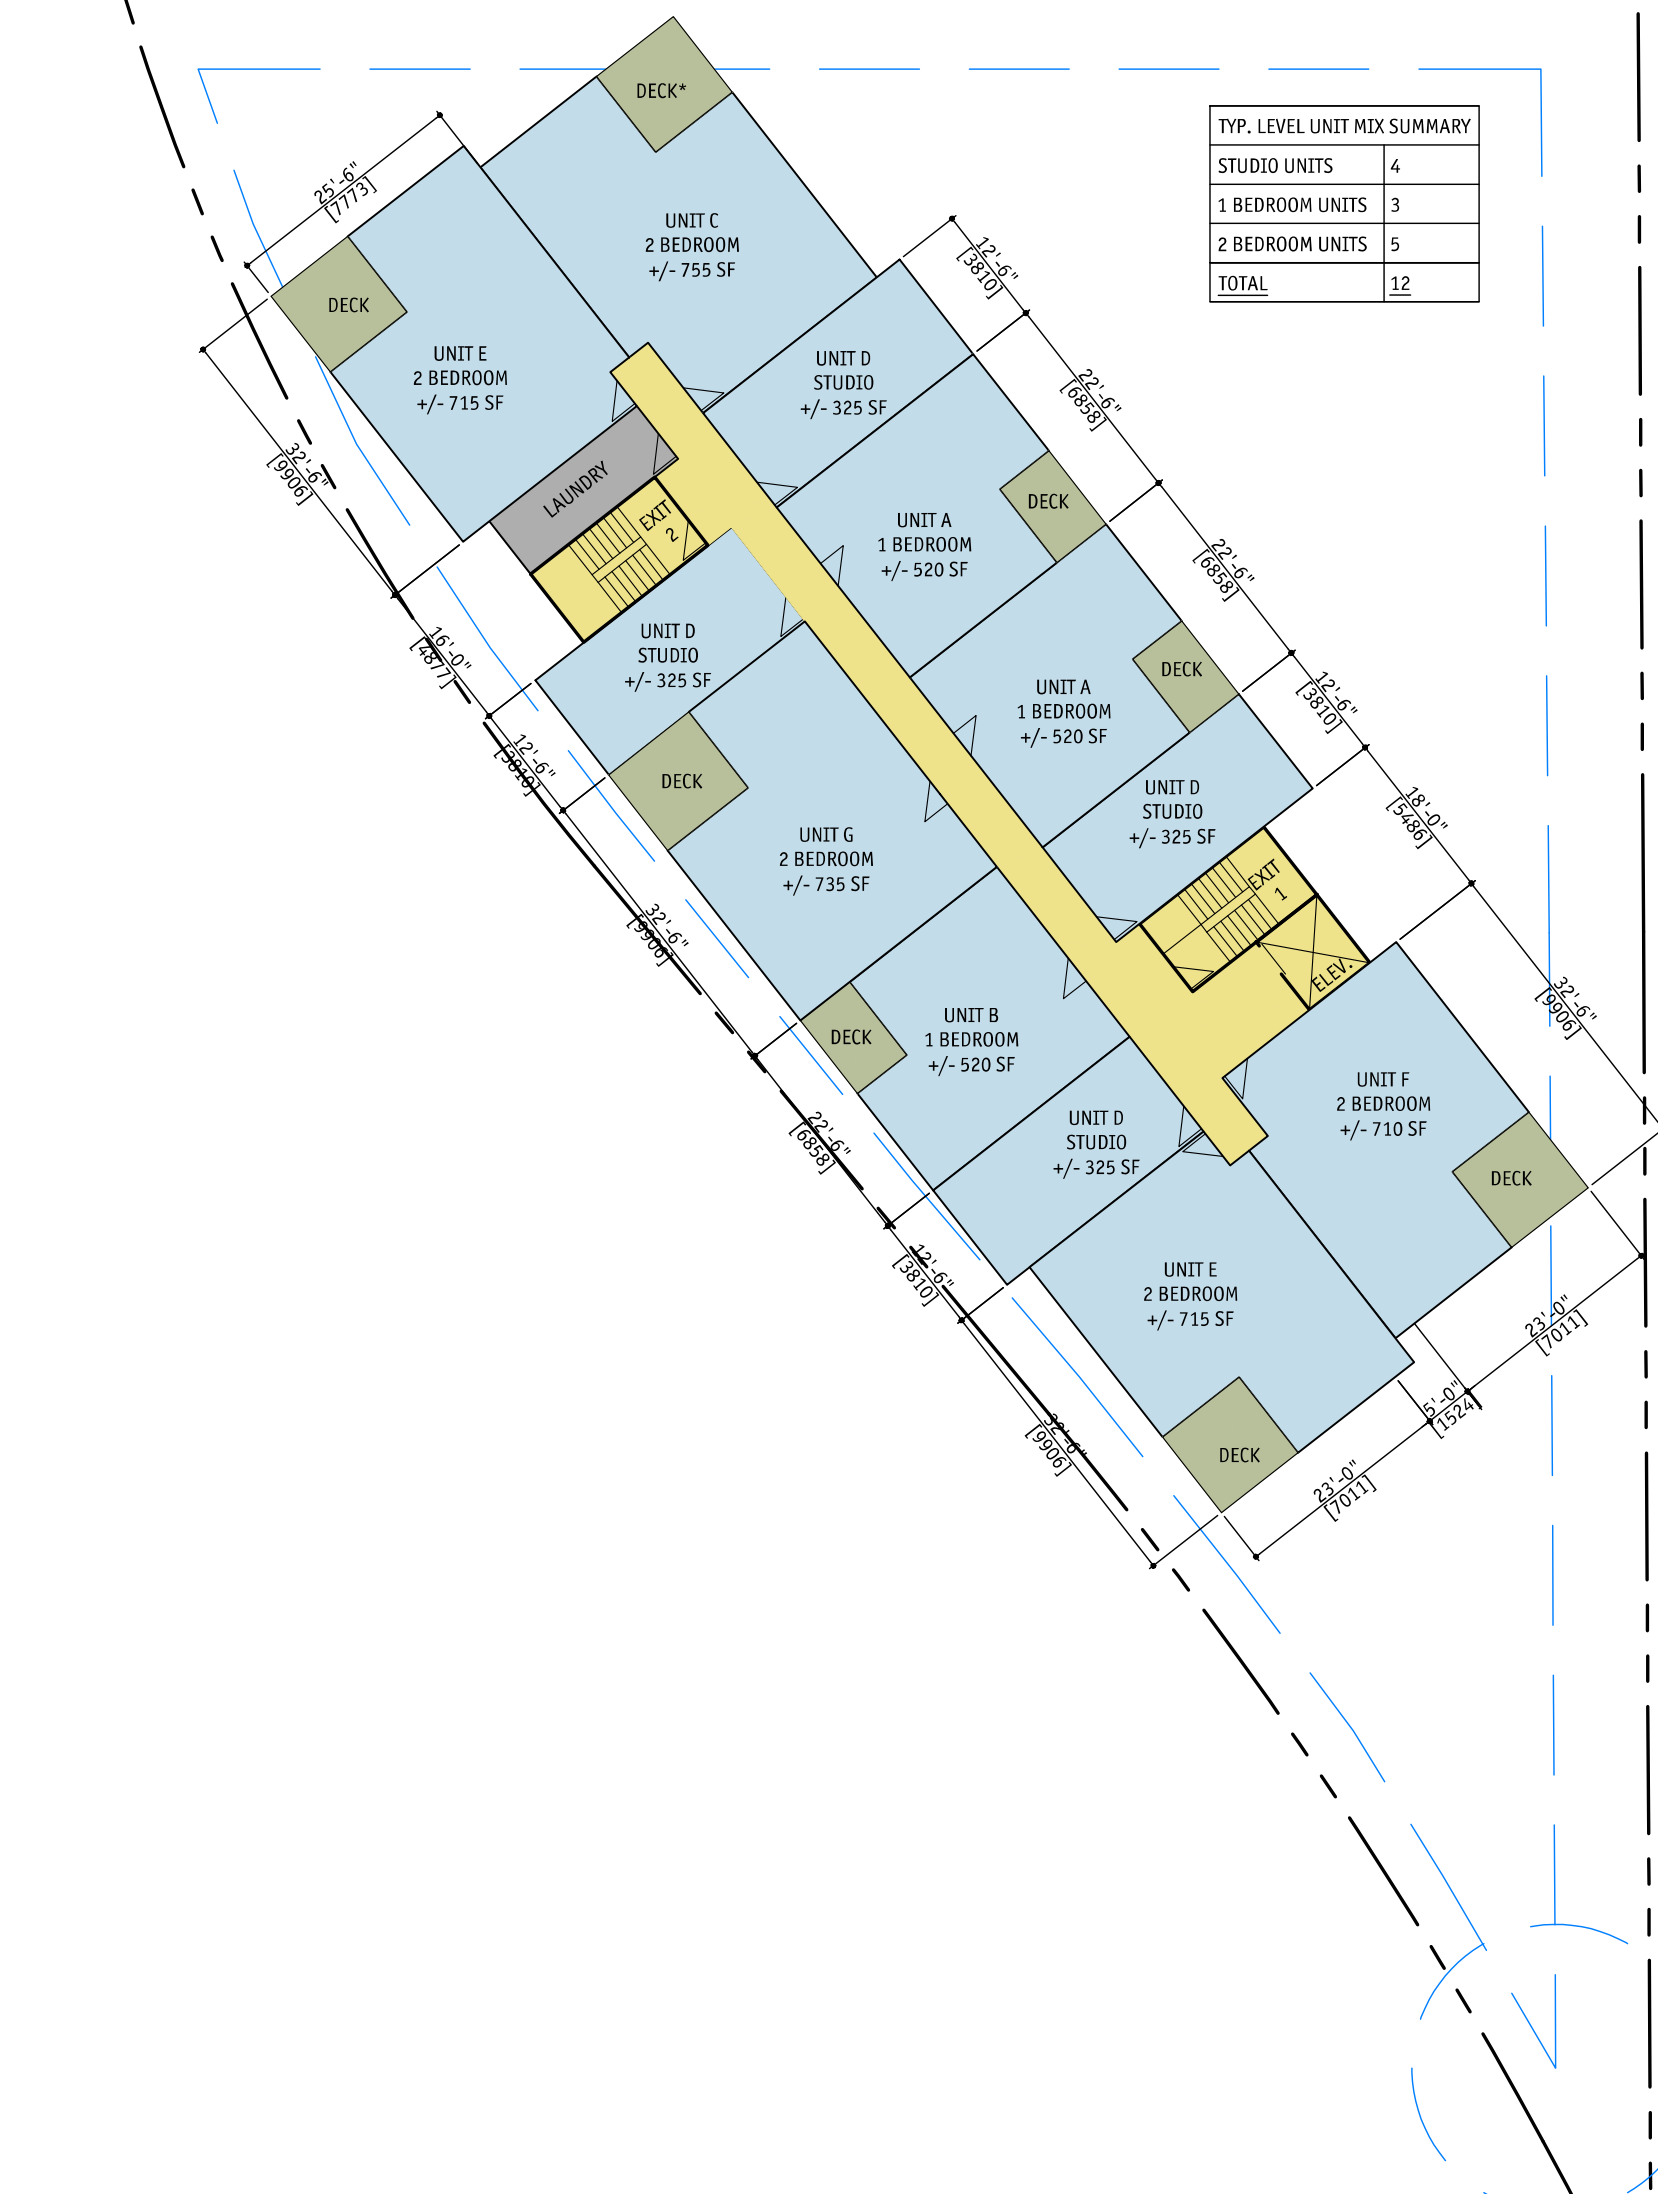 DECK*
TYP. LEVEL UNIT MIX SUMMARY
STUDIO UNITS 4
1 BEDROOM UNITS 3
2 BEDROOM UNITS 5
TOTAL 12
25'-6"
[7773]
UNIT C
2 BEDROOM
+/- 755 SF
12'-6"
[3810]
DECK
UNIT E
2 BEDROOM
+/- 715 SF
UNIT D
STUDIO
+/- 325 SF
22'-6"
[6858]
32'-6"
[9906]
LAUNDRY
EXIT
2
UNIT A
1 BEDROOM
+/- 520 SF
DECK
22'-6"
[6858]
16'-0"
[4877]
UNIT D
STUDIO
+/- 325 SF
UNIT A
1 BEDROOM
+/- 520 SF
DECK
12'-6"
[3810]
12'-6"
[3810]
DECK
UNIT G
2 BEDROOM
+/- 735 SF
UNIT D
STUDIO
+/- 325 SF
18'-0"
[5486]
EXIT
1
ELEV.
32'-6"
[9906]
32'-6"
[9906]
DECK
UNIT B
1 BEDROOM
+/- 520 SF
UNIT F
2 BEDROOM
+/- 710 SF
DECK
22'-6"
[6858]
UNIT D
STUDIO
+/- 325 SF
12'-6"
[3810]
UNIT E
2 BEDROOM
+/- 715 SF
DECK
23'-0"
[7011]
5'-0"
[1524]
23'-0"
[7011]
32'-6"
[9906]